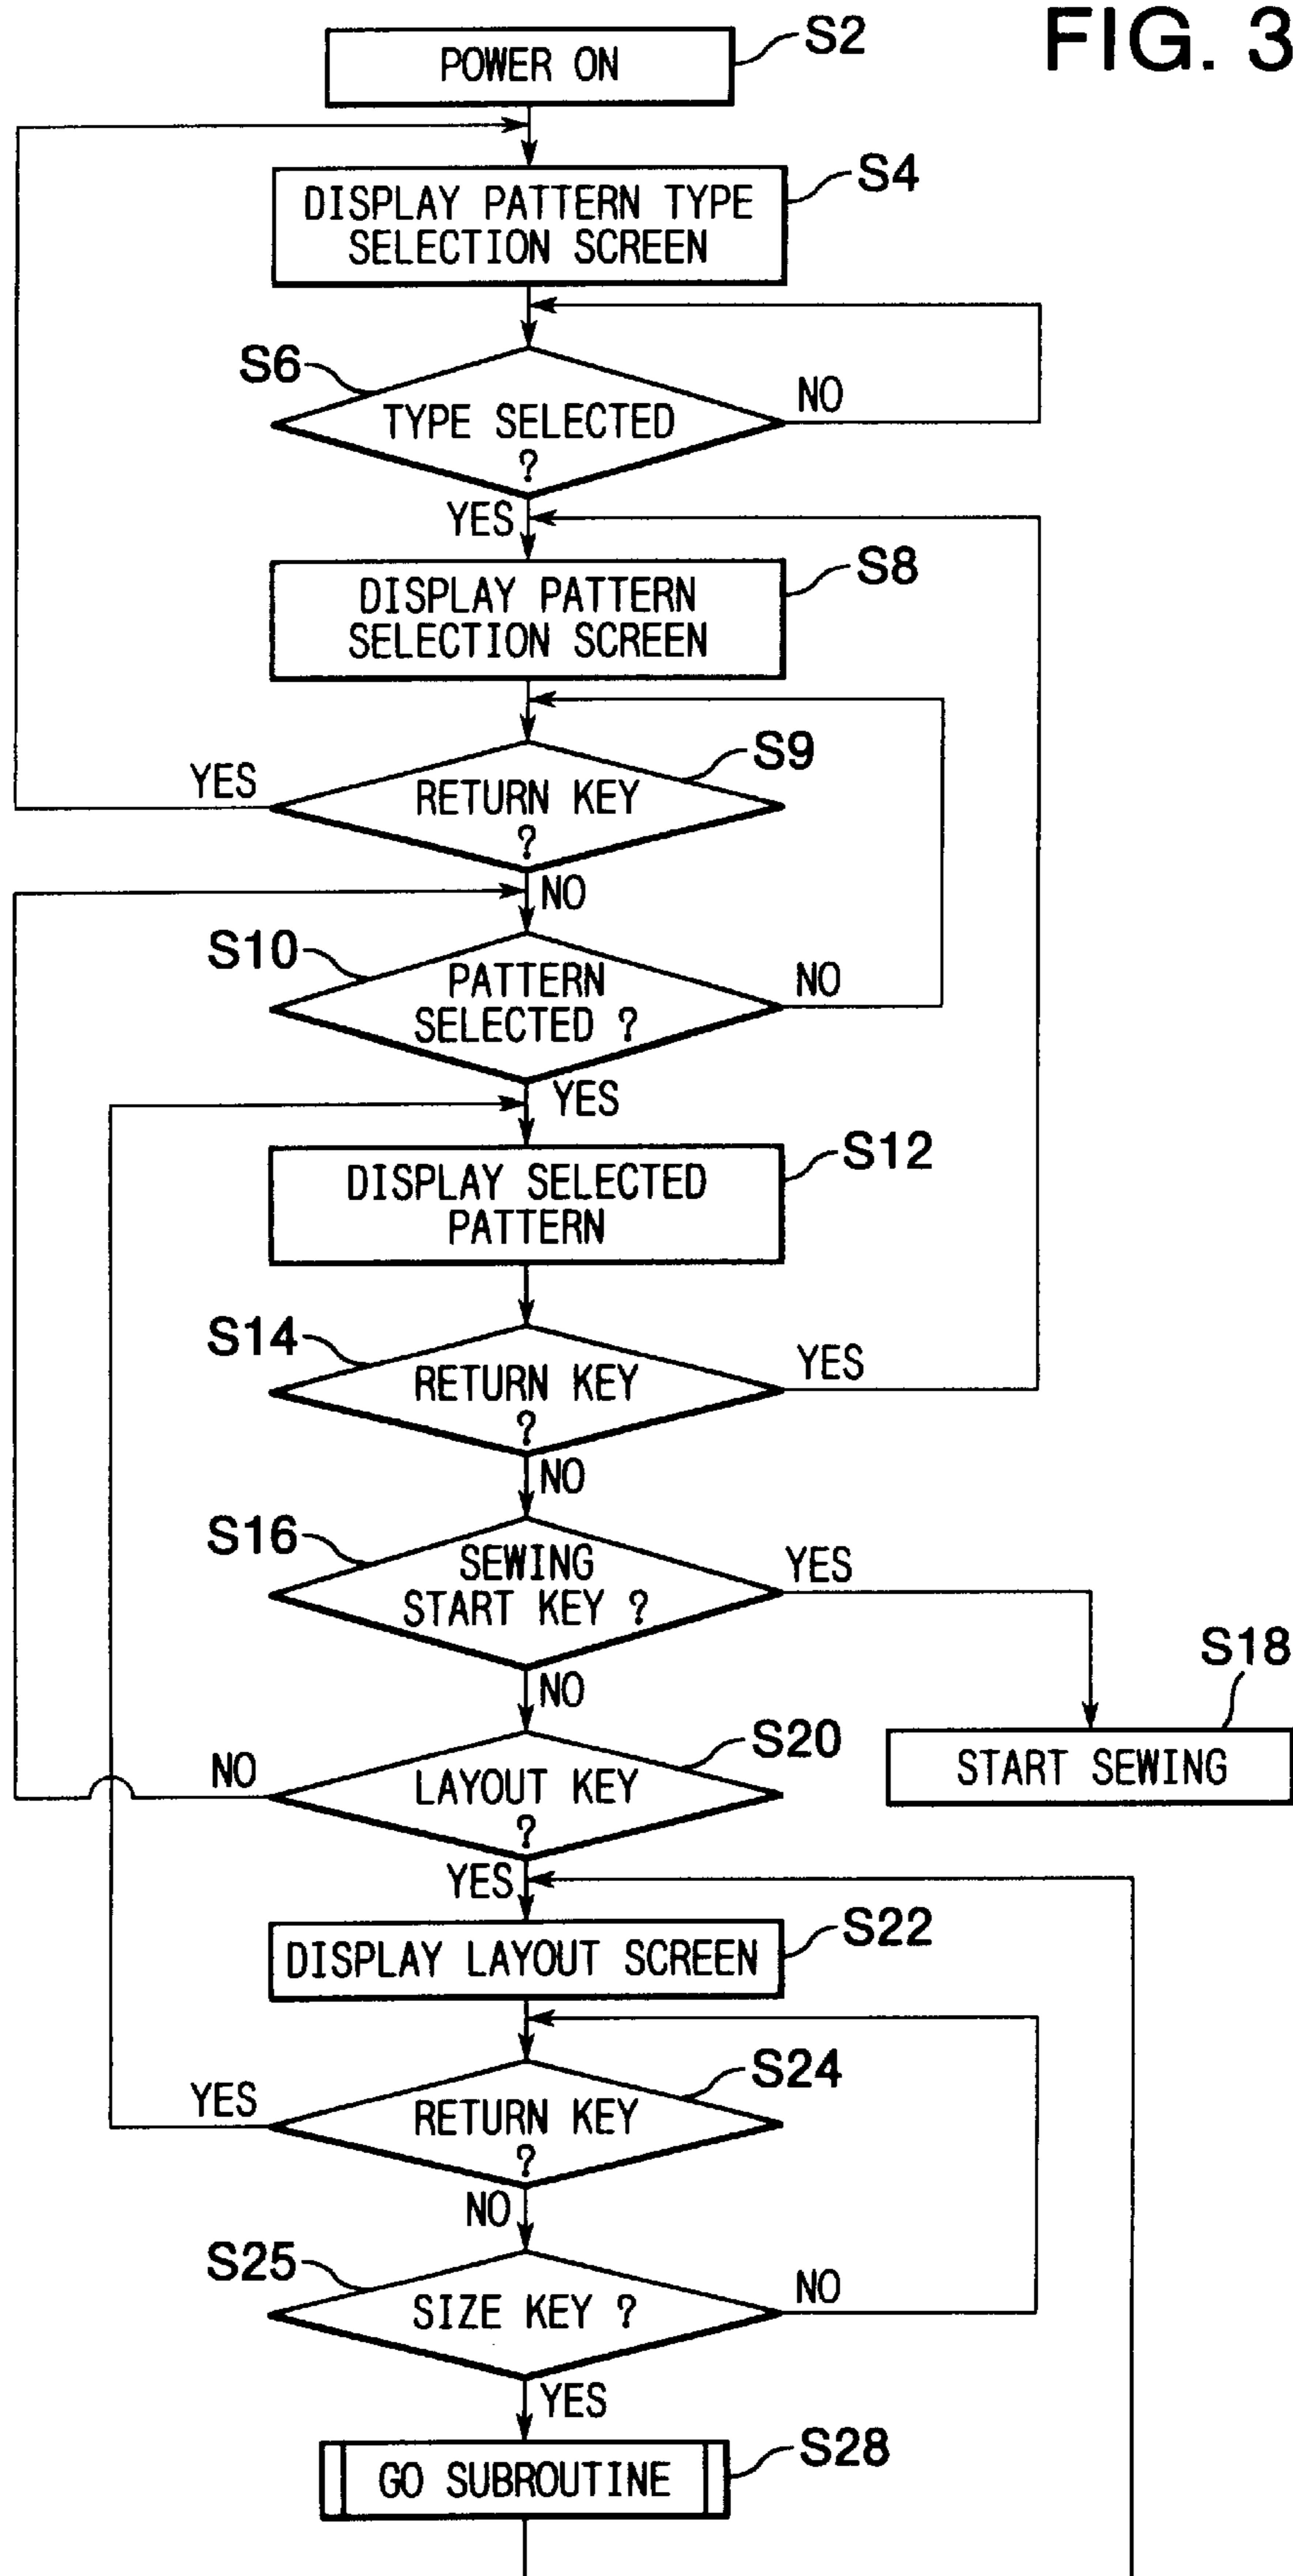 FIG. 3
POWER ON
S2
DISPLAY PATTERN TYPE
SELECTION SCREEN
S4
S6
TYPE SELECTED
?
NO
YES
DISPLAY PATTERN
SELECTION SCREEN
S8
YES
RETURN KEY
?
S9
NO
S10
PATTERN
SELECTED ?
NO
YES
DISPLAY SELECTED
PATTERN
S12
S14
RETURN KEY
?
YES
NO
S16
SEWING
START KEY ?
YES
NO
S18
START SEWING
NO
LAYOUT KEY
?
S20
YES
DISPLAY LAYOUT SCREEN
S22
YES
RETURN KEY
?
S24
NO
S25
SIZE KEY ?
NO
YES
GO SUBROUTINE
S28